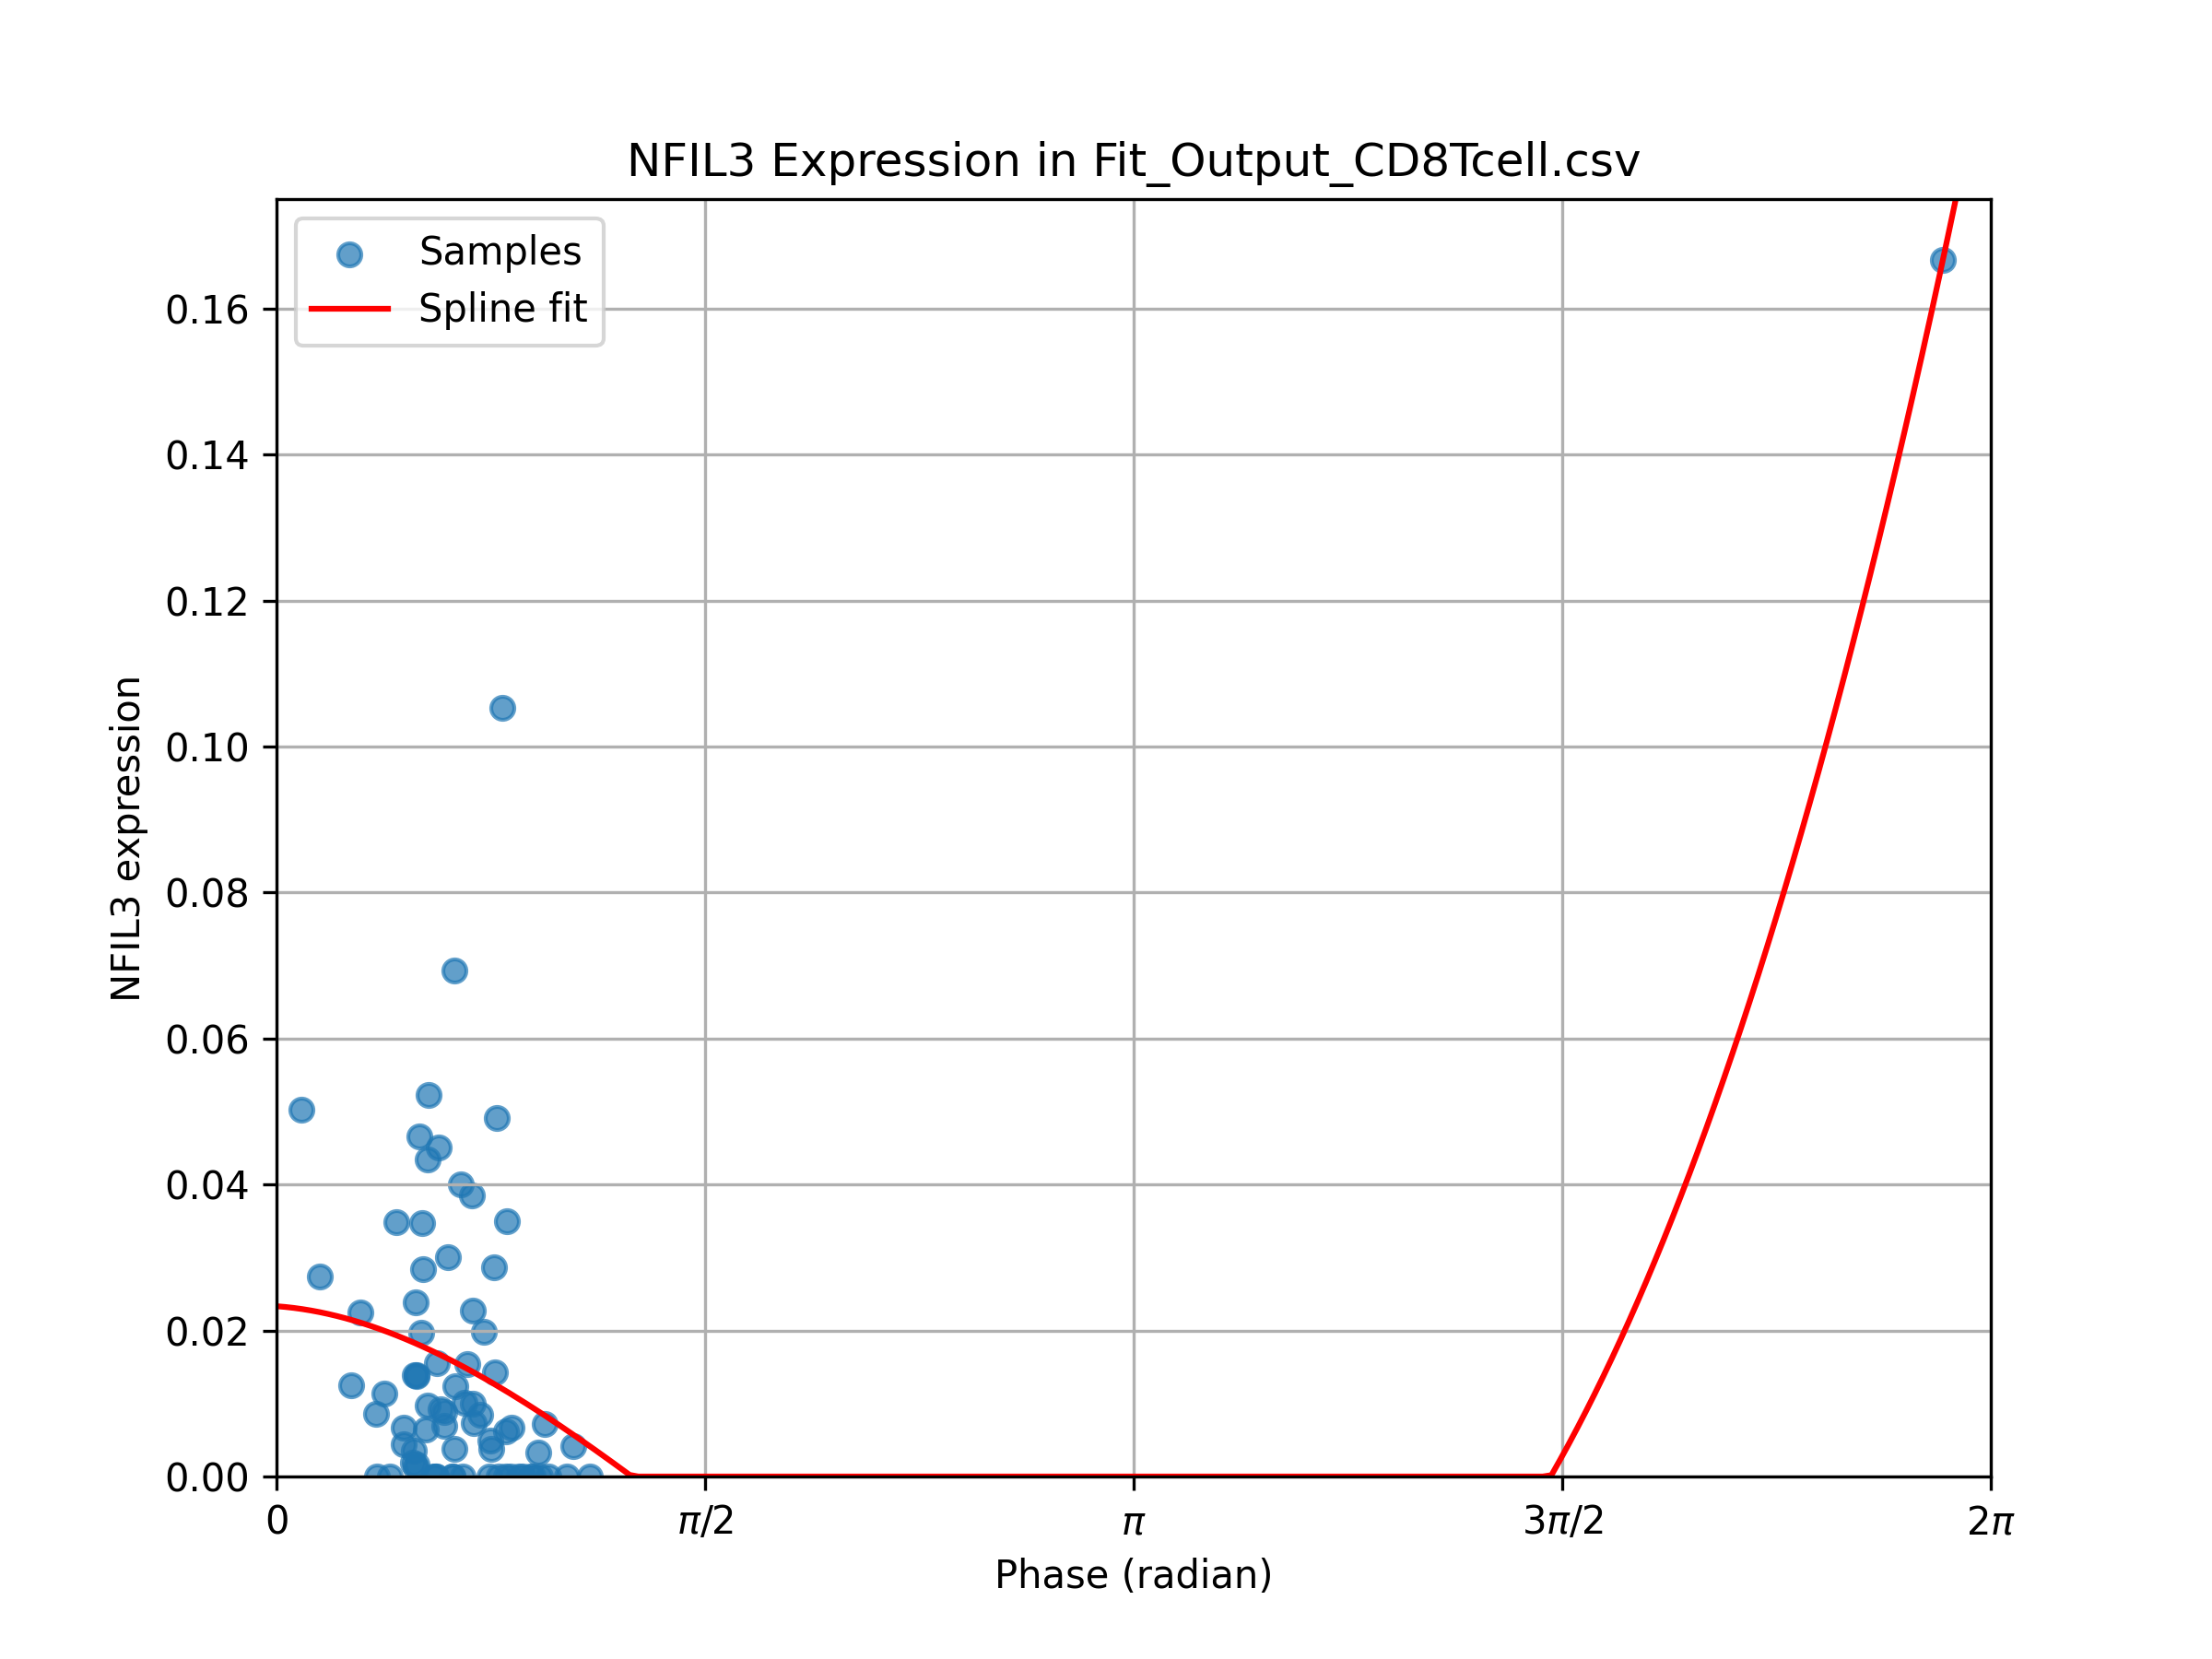 NFIL3 Expression in Fit_Output_CD8Tcell.csv
Samples
Spline fit
0.16
0.14
0.12
0.10
0.08
0.06
0.04
0.02
0.00
NFIL3 expression
0 π/2 π 3π/2 2π
Phase (radian)